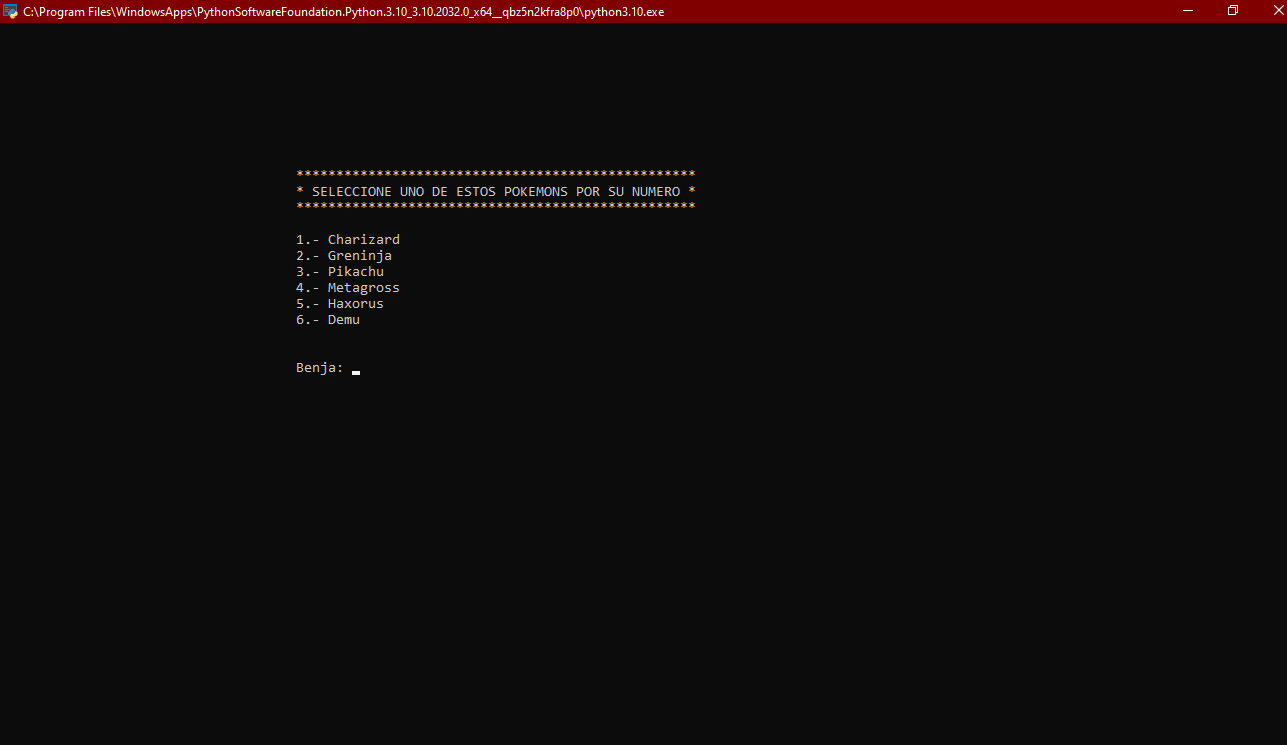 C:\Program Files\WindowsApps\PythonSoftwareFoundation.Python.3.10_3.10.2032.0_x64__qbz5n2kfra8p0\python3.10.exe
**************************************************
* SELECCIONE UNO DE ESTOS POKEMONS POR SU NUMERO *
**************************************************
1.- Charizard
2.- Greninja
3.- Pikachu
4.- Metagross
5.- Haxorus
6.- Demu
Benja: